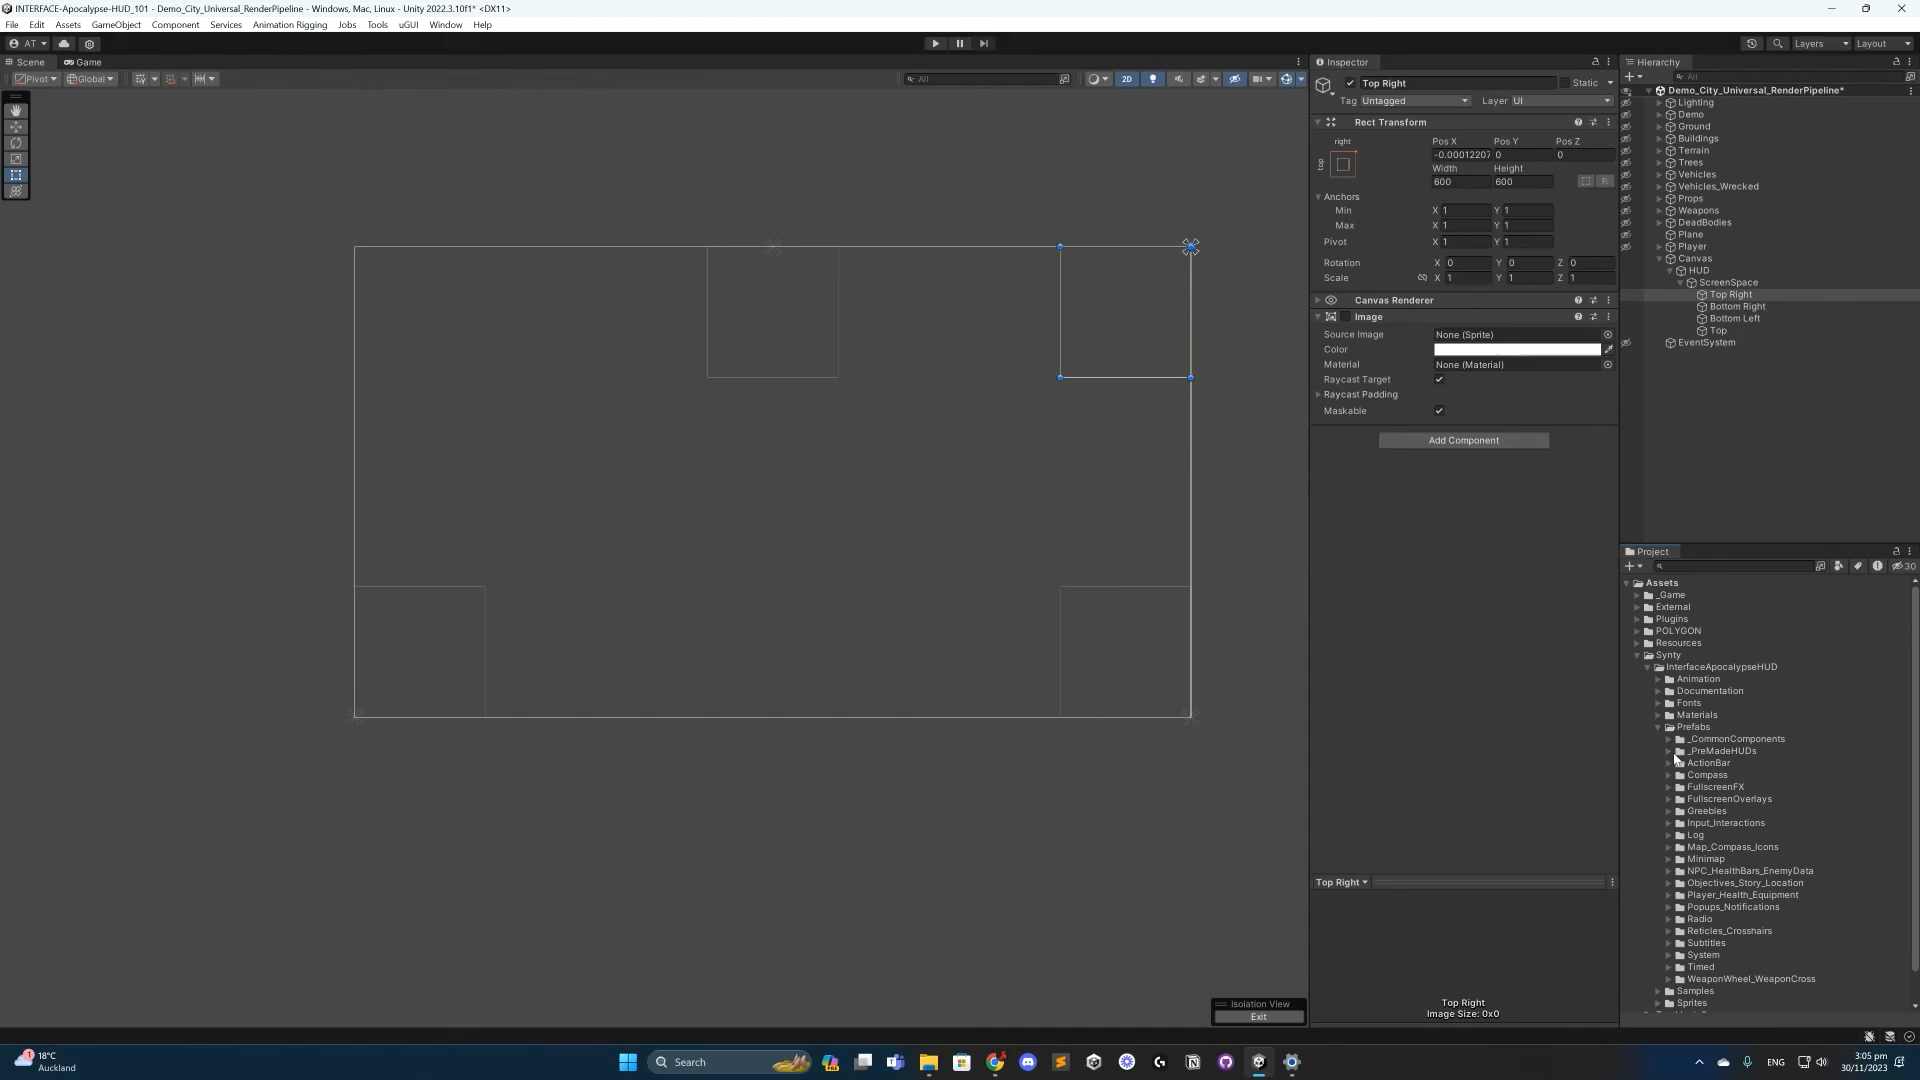 INTERFACE-Apocalypse-HUD_101 - Demo_City_Universal_RenderPipeline - Windows, Mac, Linux - Unity 2022.3.10f1* <DX11>
File Edit Assets GameObject Component Services Animation Rigging Jobs Tools uGUI Window Help
AT
Layers Layout
Scene Game
Pivot Global
All
2D
Inspector
Top Right Static
Tag Untagged Layer UI
Rect Transform
right
top
Pos X Pos Y Pos Z
-0.00012207 0 0
Width Height
600 600 R
Anchors
Min X 1 Y 1
Max X 1 Y 1
Pivot X 1 Y 1
Rotation X 0 Y 0 Z 0
Scale X 1 Y 1 Z 1
Canvas Renderer
Image
Source Image None (Sprite)
Color
Material None (Material)
Raycast Target
Raycast Padding
Maskable
Add Component
Top Right
Top Right
Image Size: 0x0
Isolation View
Exit
Hierarchy
All
Demo_City_Universal_RenderPipeline*
Lighting
Demo
Ground
Buildings
Terrain
Trees
Vehicles
Vehicles_Wrecked
Props
Weapons
DeadBodies
Plane
Player
Canvas
HUD
ScreenSpace
Top Right
Bottom Right
Bottom Left
Top
EventSystem
Project
30
Assets
_Game
External
Plugins
POLYGON
Resources
Synty
InterfaceApocalypseHUD
Animation
Documentation
Fonts
Materials
Prefabs
_CommonComponents
_PreMadeHUDs
ActionBar
Compass
FullscreenFX
FullscreenOverlays
Greebles
Input_Interactions
Log
Map_Compass_Icons
Minimap
NPC_HealthBars_EnemyData
Objectives_Story_Location
Player_Health_Equipment
Popups_Notifications
Radio
Reticles_Crosshairs
Subtitles
System
Timed
WeaponWheel_WeaponCross
Samples
Sprites
1
18°C
Auckland
Search
PRE
ENG
3:05 pm
30/11/2023